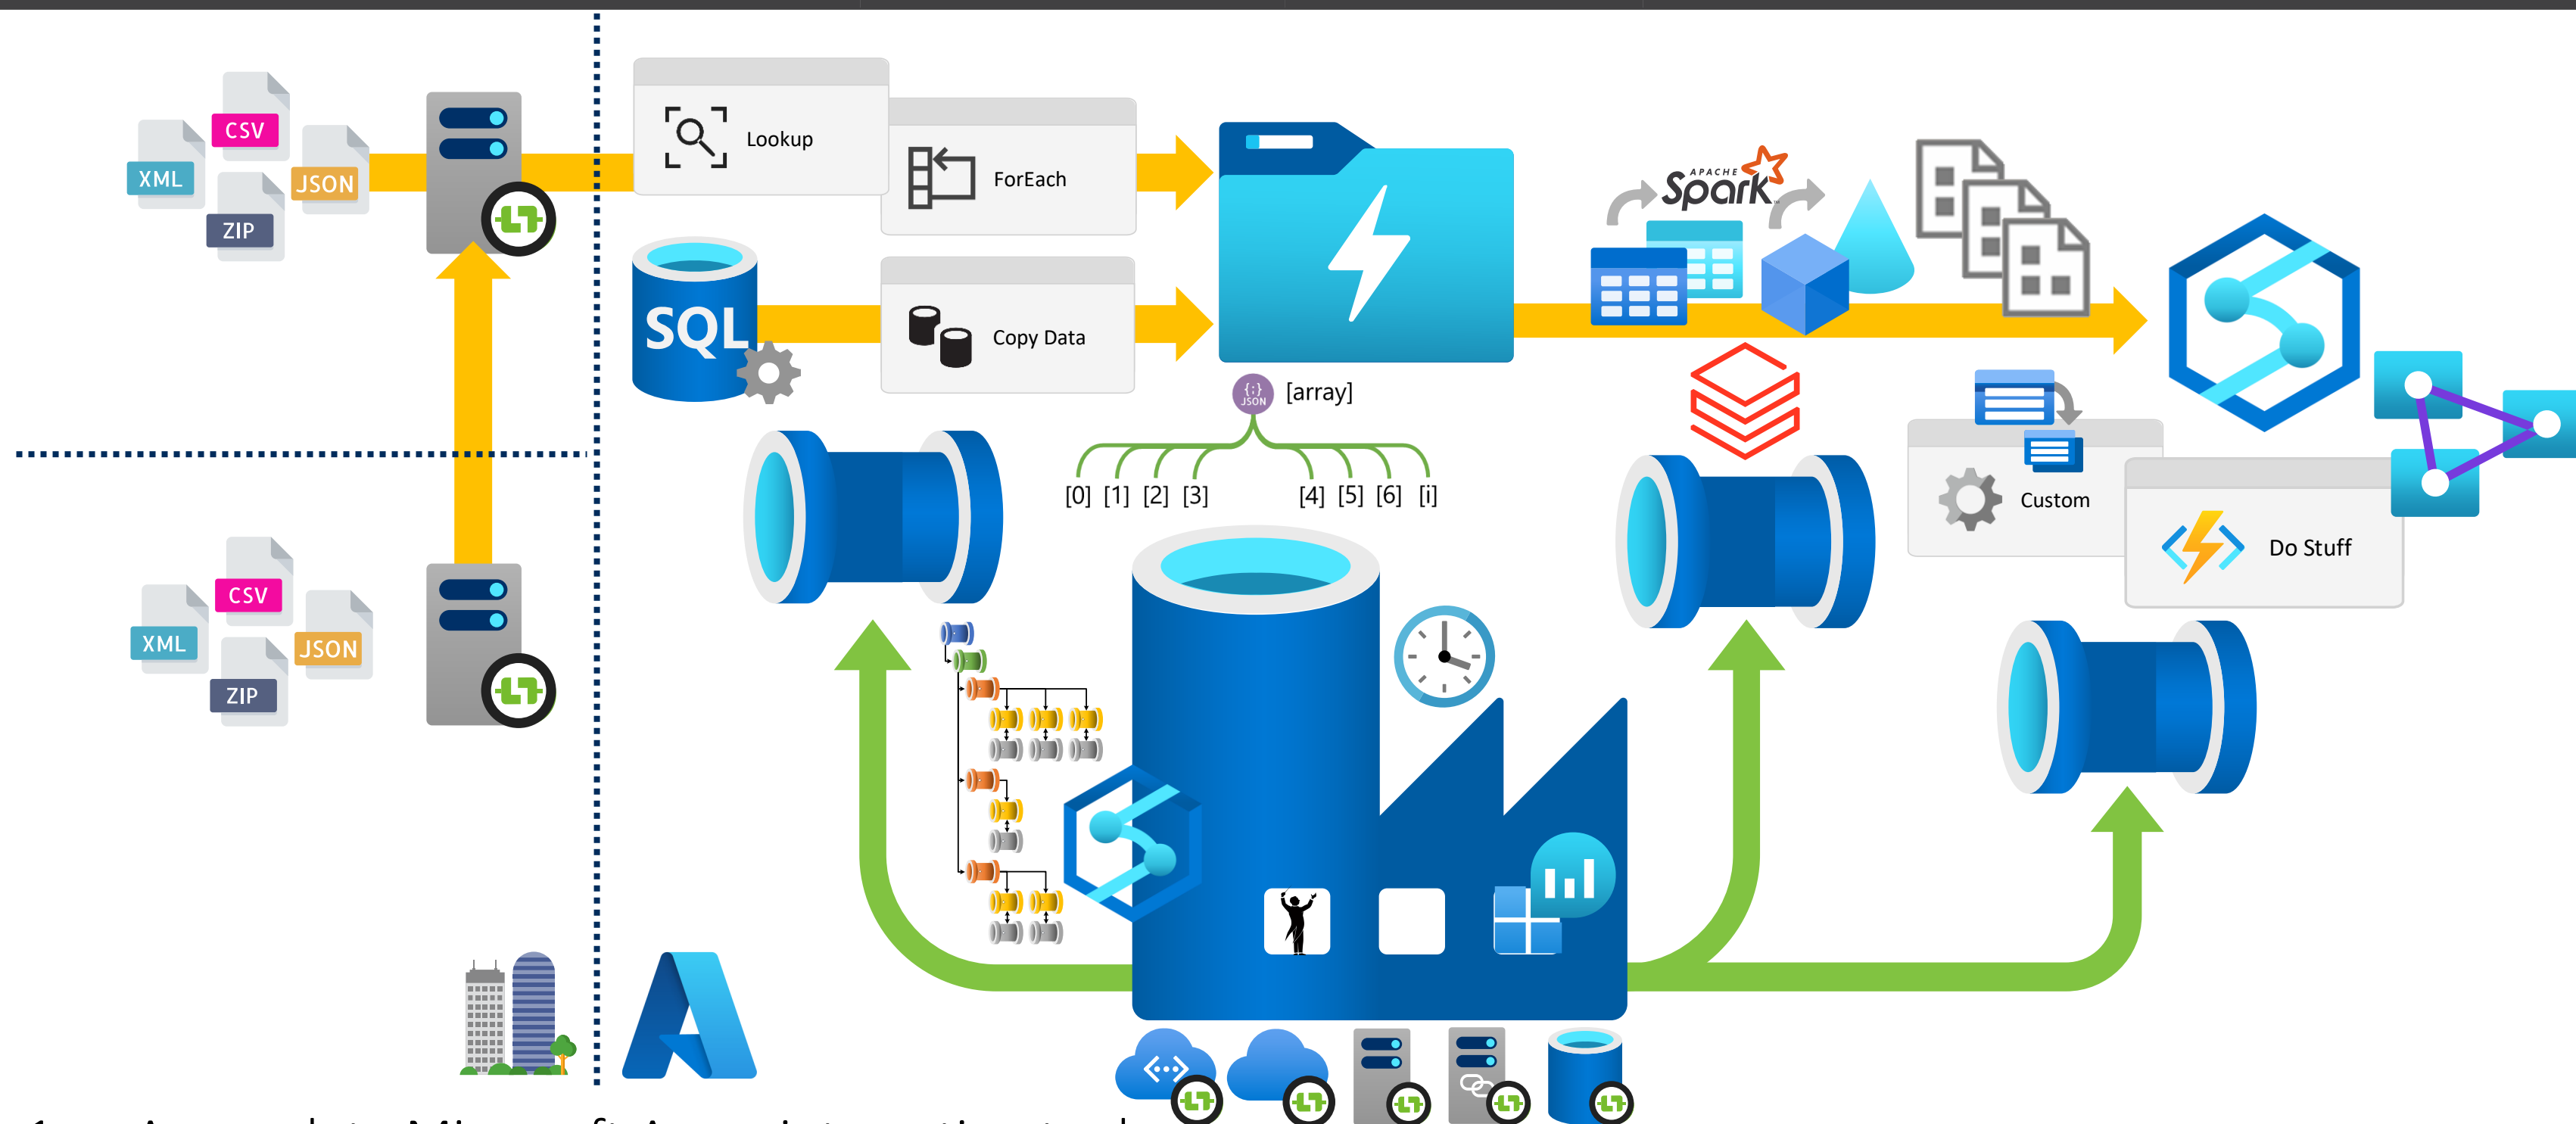 CSV
XML
JSON
ZIP
Lookup
ForEach
APACHE
Spark
SQL
Copy Data
{;}
JSON
[array]
[0] [1] [2] [3] [4] [5] [6] [i]
Custom
Do Stuff
CSV
XML
JSON
ZIP